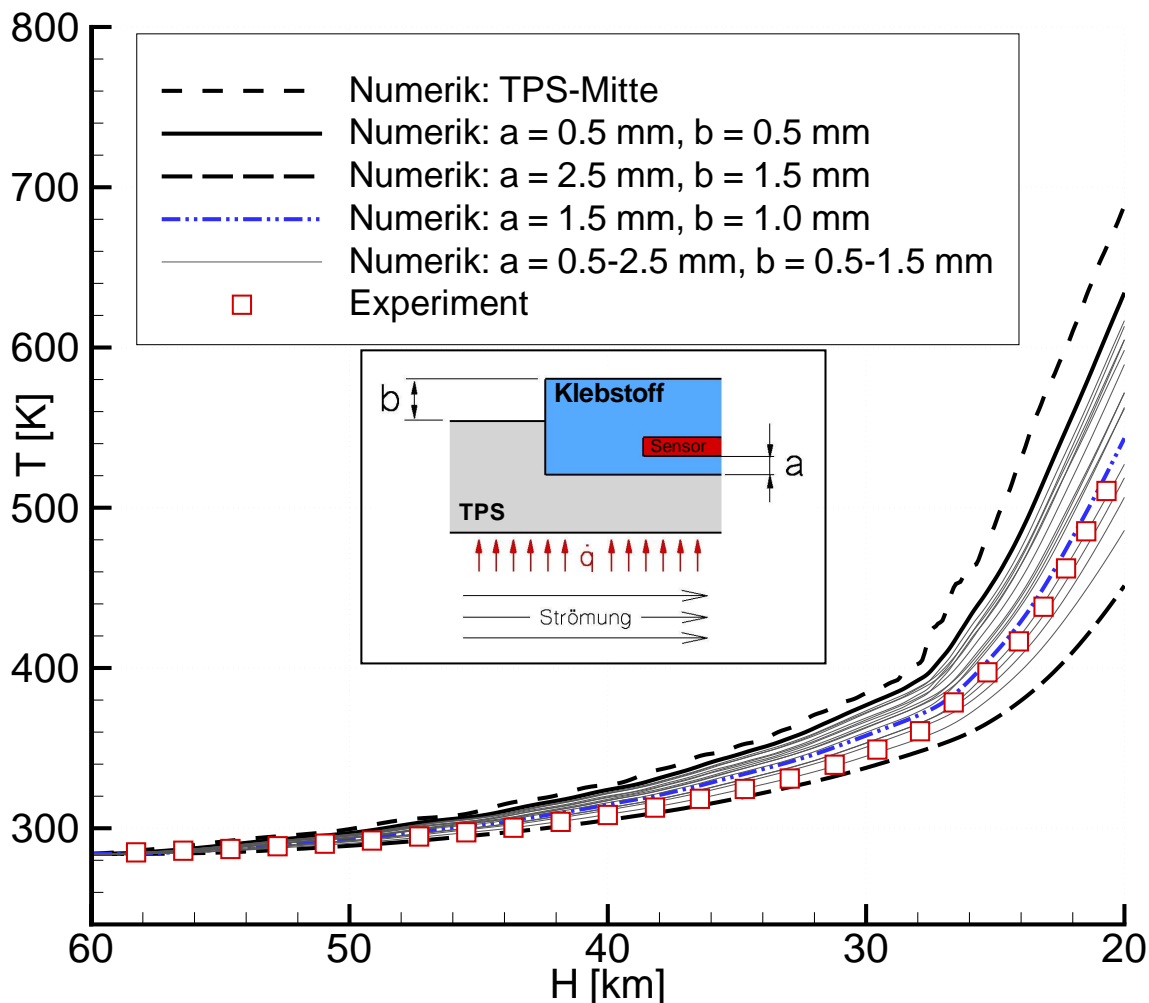 800
700
600
500
400
300
T [K]
Numerik: TPS-Mitte
Numerik: a = 0.5 mm, b = 0.5 mm
Numerik: a = 2.5 mm, b = 1.5 mm
Numerik: a = 1.5 mm, b = 1.0 mm
Numerik: a = 0.5-2.5 mm, b = 0.5-1.5 mm
Experiment
b
Klebstoff
Sensor
a
TPS
q̇
Strömung
60 50 40 30 20
H [km]